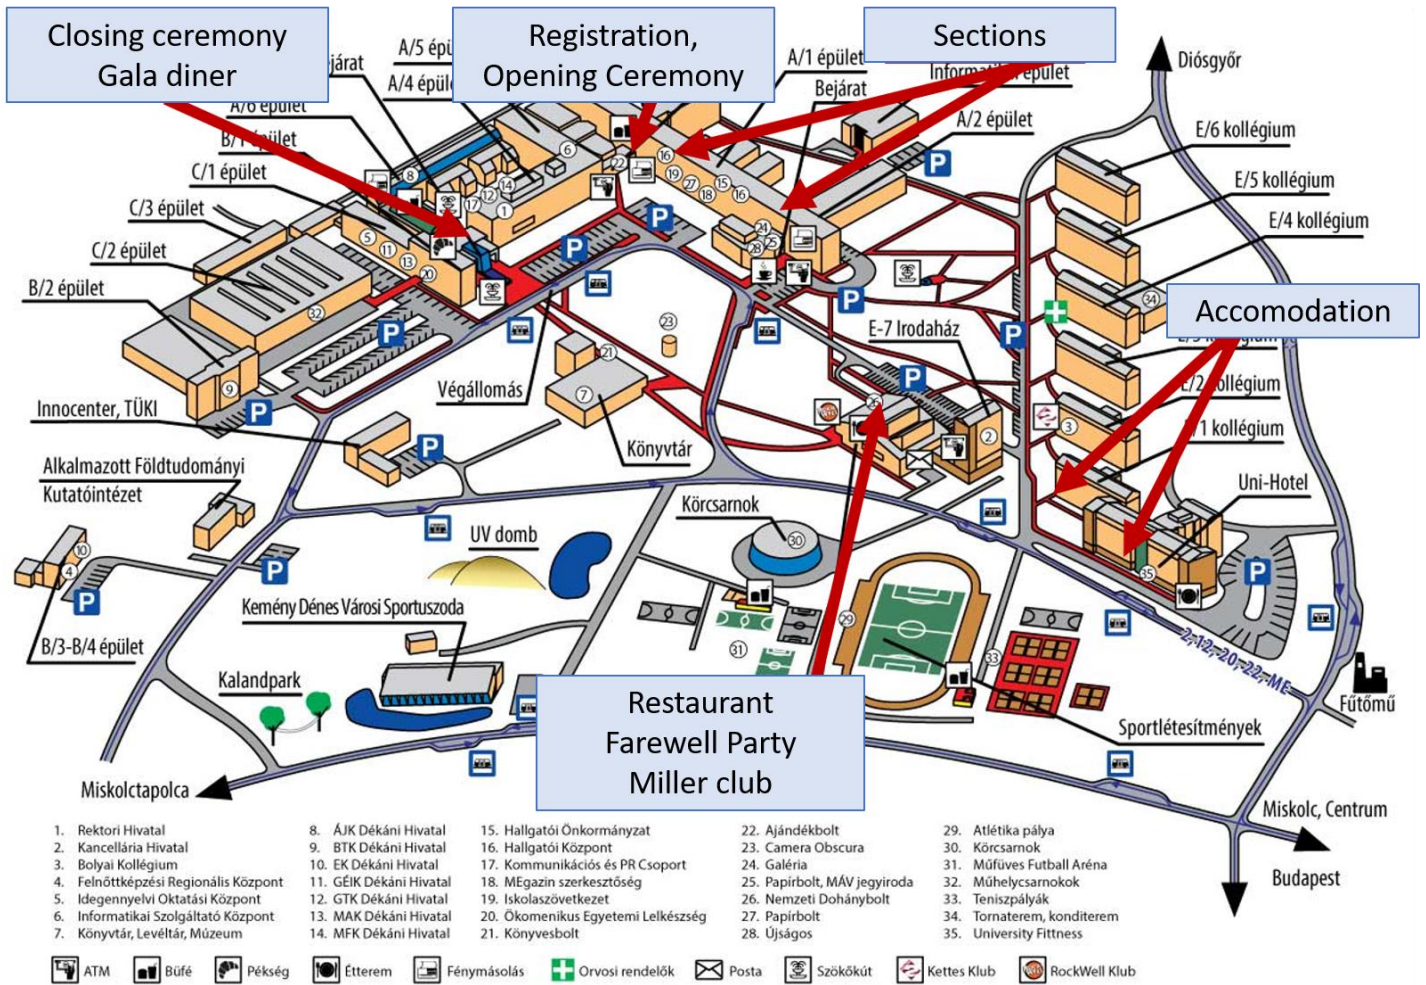 Closing ceremony
Gala diner
Registration,
Opening Ceremony
Sections
Accomodation
Restaurant
Farewell Party
Miller club
A/6 épület
B/1 épület
C/1 épület
C/3 épület
C/2 épület
B/2 épület
Innocenter, TÜKI
Alkalmazott Földtudományi
Kutatóintézet
B/3-B/4 épület
A/1 épület
Bejárat
A/2 épület
Diósgyőr
E/6 kollégium
E/5 kollégium
E/4 kollégium
E/2 kollégium
E-7 Irodaház
Uni-Hotel
Végállomás
Könyvtár
Körcsarnok
UV domb
Kemény Dénes Városi Sportuszoda
Kalandpark
Miskolctapolca
Sportlétesítmények
2, 12, 20, 22, ME
Fűtőmű
Miskolc, Centrum
Budapest
1. Rektori Hivatal
2. Kancellária Hivatal
3. Bolyai Kollégium
4. Felnőttképzési Regionális Központ
5. Idegennyelvi Oktatási Központ
6. Informatikai Szolgáltató Központ
7. Könyvtár, Levéltár, Múzeum
8. ÁJK Dékáni Hivatal
9. BTK Dékáni Hivatal
10. EK Dékáni Hivatal
11. GÉIK Dékáni Hivatal
12. GTK Dékáni Hivatal
13. MAK Dékáni Hivatal
14. MFK Dékáni Hivatal
15. Hallgatói Önkormányzat
16. Hallgatói Központ
17. Kommunikációs és PR Csoport
18. MEgazin szerkesztőség
19. Iskolaszövetkezet
20. Ökomenikus Egyetemi Lelkészség
21. Könyvesbolt
22. Ajándékbolt
23. Camera Obscura
24. Galéria
25. Papírbolt, MÁV jegyiroda
26. Nemzeti Dohánybolt
27. Papírbolt
28. Újságos
29. Atlétika pálya
30. Körcsarnok
31. Műfüves Futball Aréna
32. Műhelycsarnokok
33. Teniszpályák
34. Tornaterem, konditerem
35. University Fittness
ATM
Büfé
Pékség
Étterem
Fénymásolás
Orvosi rendelők
Posta
Szökőkút
Kettes Klub
RockWell Klub